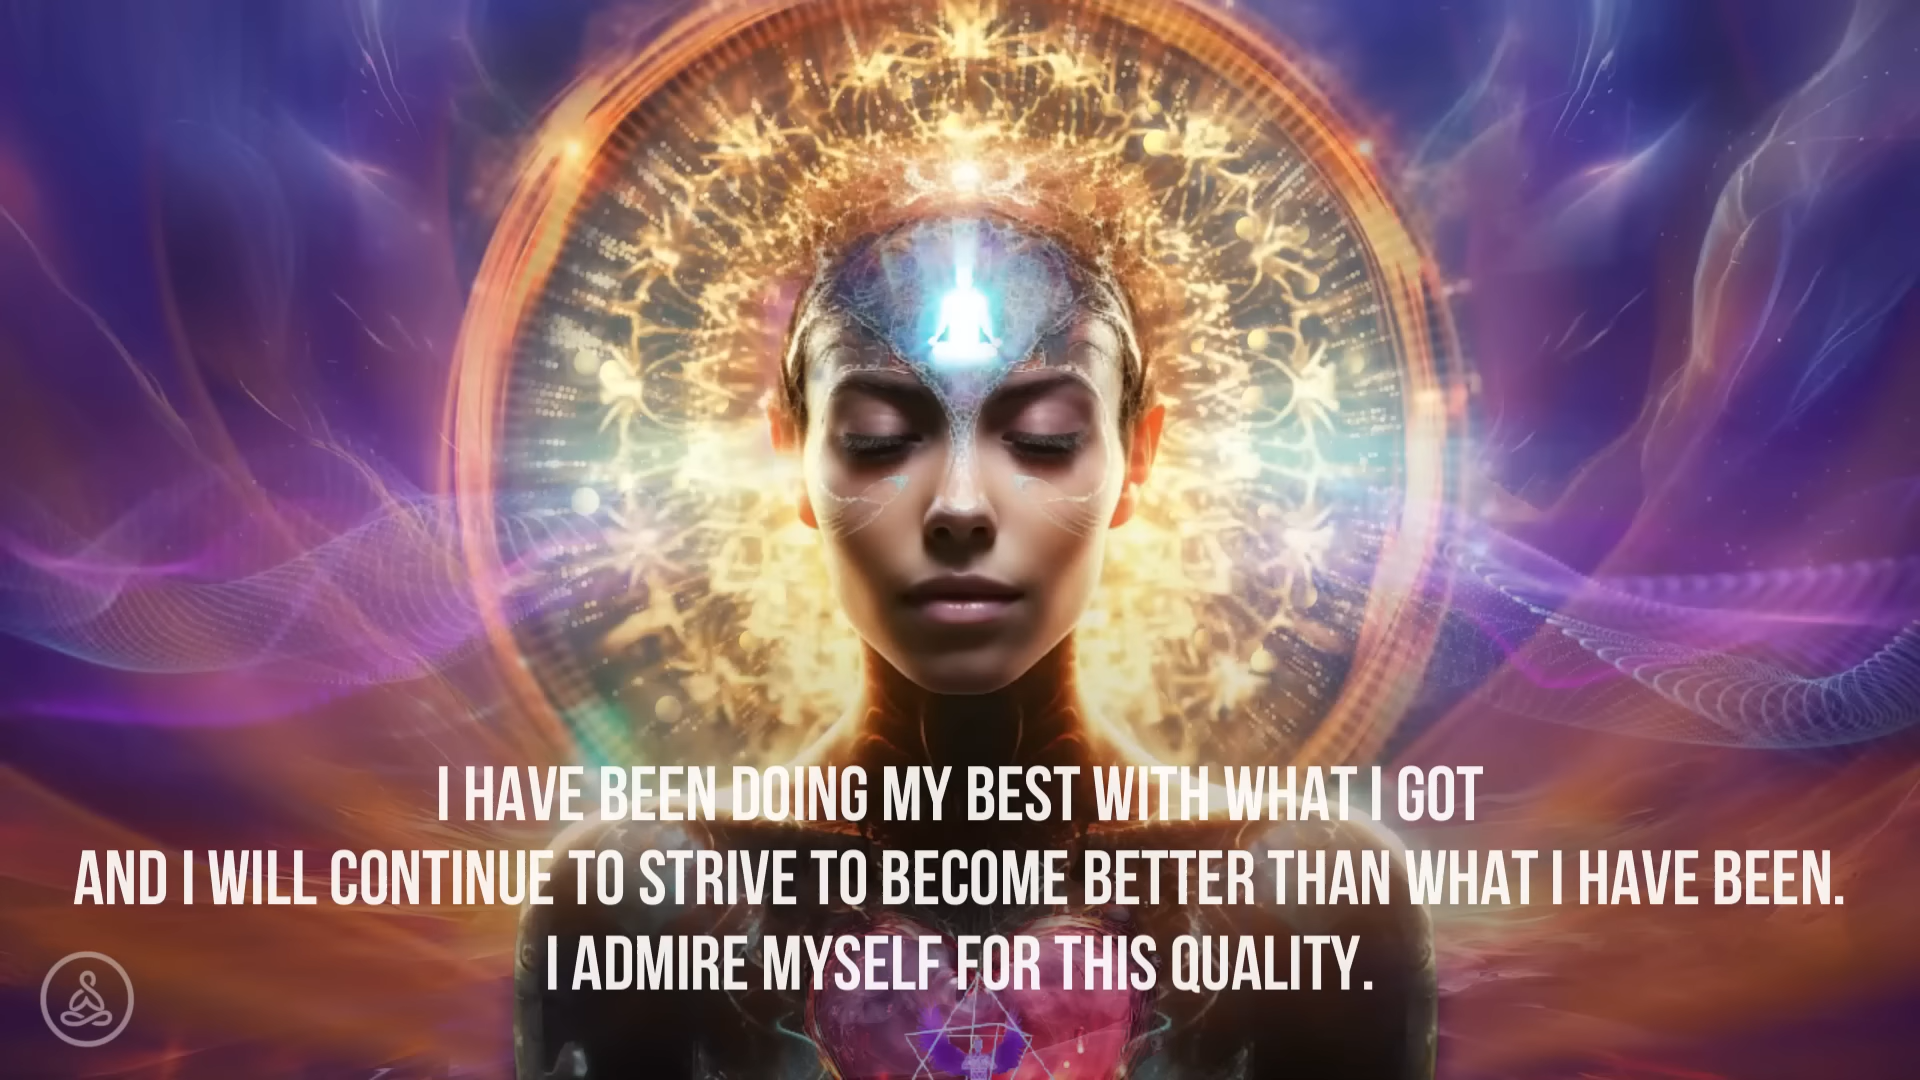 I HAVE BEEN DOING MY BEST WITH WHAT I GOT
AND I WILL CONTINUE TO STRIVE TO BECOME BETTER THAN WHAT I HAVE BEEN.
I ADMIRE MYSELF FOR THIS QUALITY.